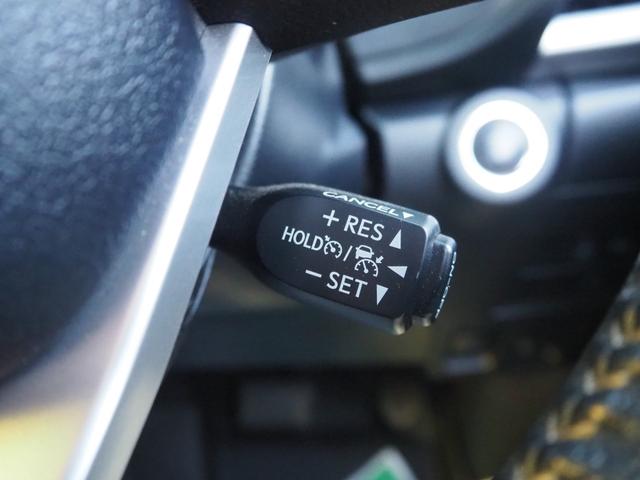 CANCEL▼
+ RES ▲
HOLD / ◀
− SET ▼